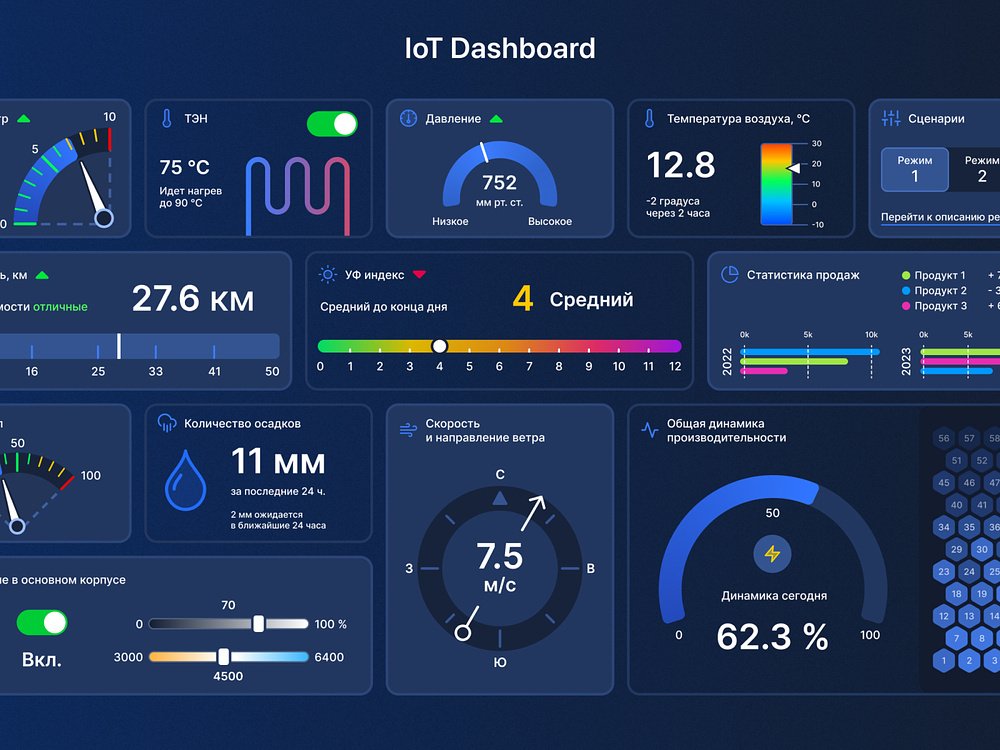 IoT Dashboard
10
5
0
ТЭН
75 °C
Идет нагрев
до 90 °C
Давление
752
мм рт. ст.
Низкое
Высокое
Температура воздуха, °C
12.8
-2 градуса
через 2 часа
30
20
10
0
-10
Сценарии
Режим
1
2
Перейти к описанию
км
отличные
27.6 км
16
25
33
41
50
УФ индекс
Средний до конца дня
4 Средний
0 1 2 3 4 5 6 7 8 9 10 11 12
Статистика продаж
Продукт 1
Продукт 2
Продукт 3
2022
0k 5k 10k
2023
0k 5k
50
100
Количество осадков
11 мм
за последние 24 ч.
2 мм ожидается
в ближайшие 24 часа
Скорость
и направление ветра
С
З
В
Ю
7.5
м/с
Общая динамика
производительности
50
Динамика сегодня
62.3 %
0
100
56 57 58
51 52
45 46 47
40 41
34 35 36
29 30
23 24 25
18 19
12 13 14
7 8
1 2 3
в основном корпусе
Вкл.
70
0
100 %
3000
6400
4500